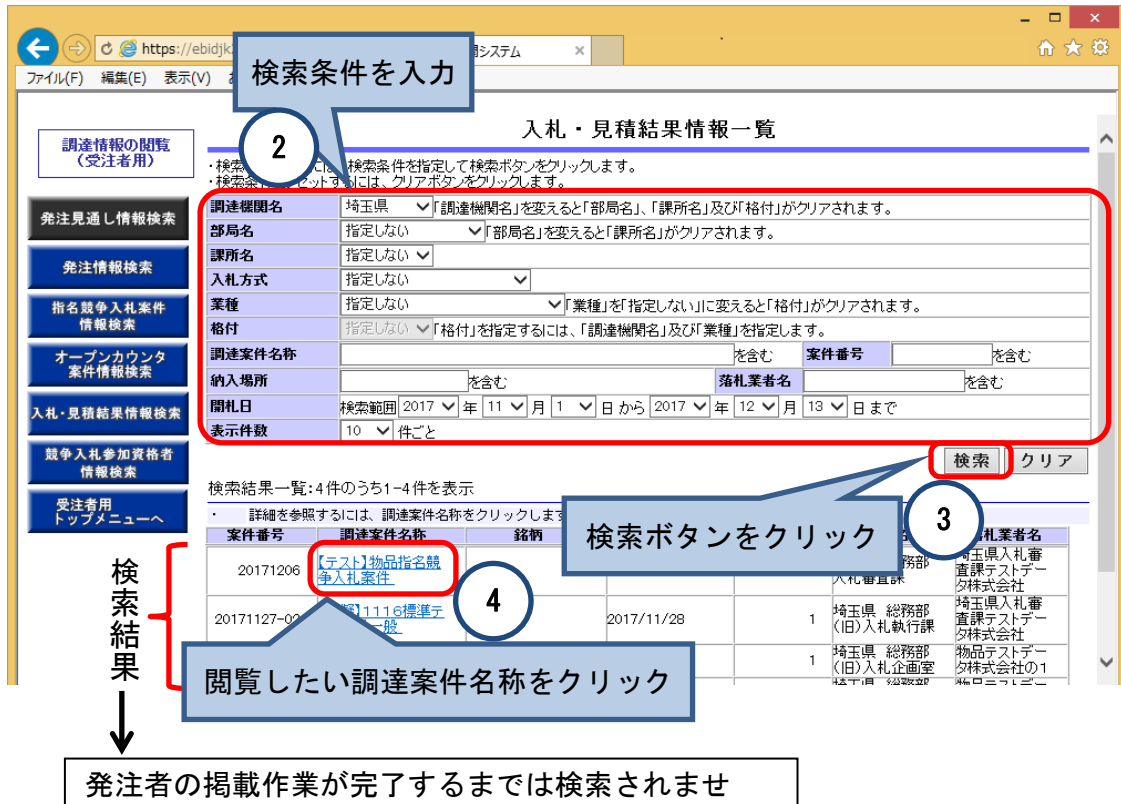 https://ebidjk
システム
ファイル(F) 編集(E) 表示(V)
検索条件を入力
2
入札・見積結果情報一覧
調達情報の閲覧
(受注者用)
検索条件を指定して検索ボタンをクリックします。
セットするには、クリアボタンをクリックします。
調達機関名 埼玉県 「調達機関名」を変えると「部局名」、「課所名」及び「格付」がクリアされます。
部局名 指定しない 「部局名」を変えると「課所名」がクリアされます。
課所名 指定しない
入札方式 指定しない
業種 指定しない 「業種」を「指定しない」に変えると「格付」がクリアされます。
格付 指定しない 「格付」を指定するには、「調達機関名」及び「業種」を指定します。
調達案件名称 を含む 案件番号 を含む
納入場所 を含む 落札業者名 を含む
開札日 検索範囲 2017 年 11 月 1 日 から 2017 年 12 月 13 日 まで
表示件数 10 件ごと
発注見通し情報検索
発注情報検索
指名競争入札案件
情報検索
オープンカウンタ
案件情報検索
入札・見積結果情報検索
競争入札参加資格者
情報検索
受注者用
トップメニューへ
検索 クリア
検索結果一覧:4件のうち1-4件を表示
・ 詳細を参照するには、調達案件名称をクリックします
検索ボタンをクリック
3
案件番号 調達案件名称 銘柄 札業者名
20171206 【テスト】物品指名競
争入札案件
務部
入札審査課
埼玉県入札審
査課テストデー
タ株式会社
4
20171127-0 】1116標準テ
一般
2017/11/28 1 埼玉県 総務部
(旧)入札執行課
埼玉県入札審
査課テストデー
タ株式会社
1 埼玉県 総務部
(旧)入札企画室
物品テストデー
タ株式会社の1
埼玉県 総務部 物品テストデー
検索結果
閲覧したい調達案件名称をクリック
発注者の掲載作業が完了するまでは検索されませ